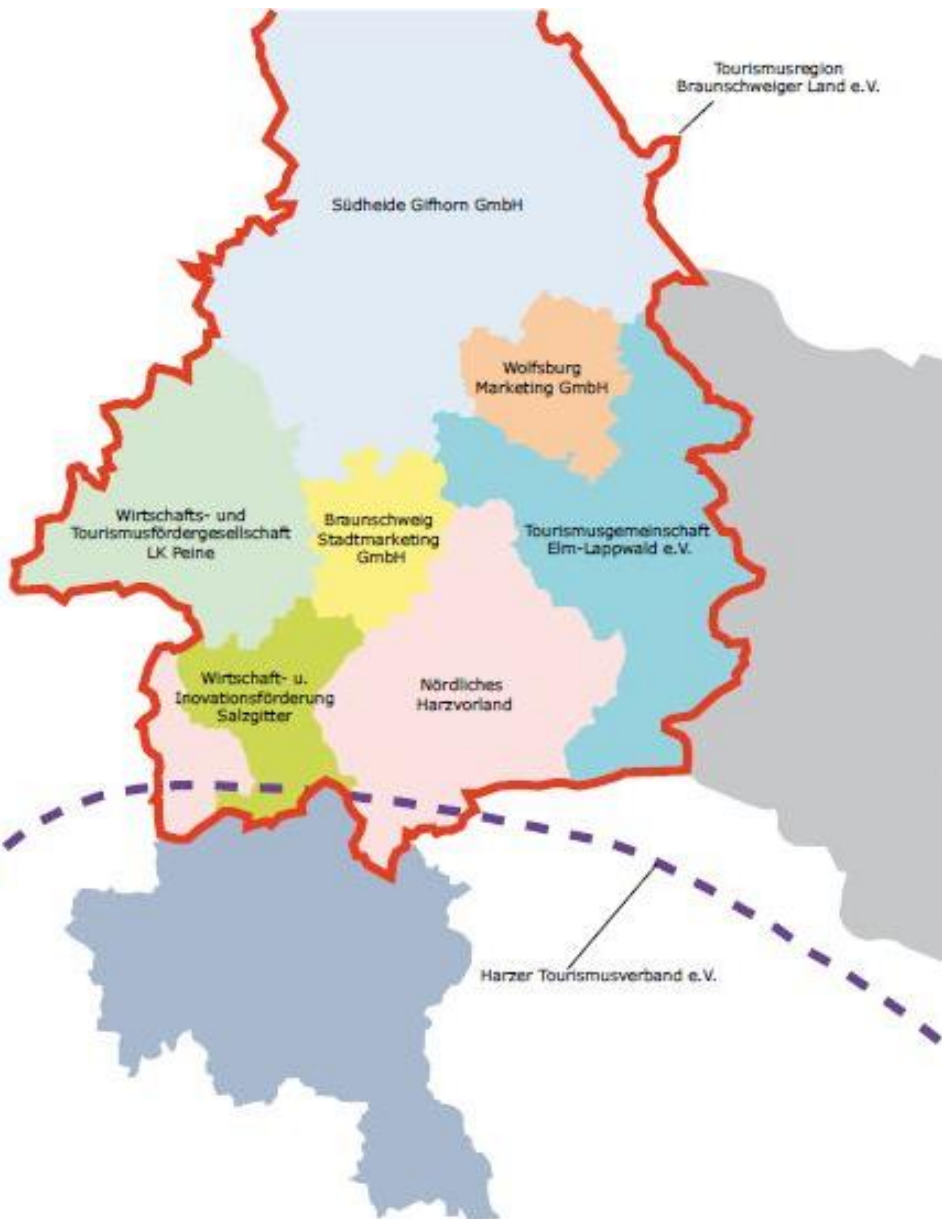 Tourismusregion
Braunschweiger Land e.V.
Südheide Gifhorn GmbH
Wolfsburg
Marketing GmbH
Wirtschafts- und
Tourismusfördergesellschaft
LK Peine
Braunschweig
Stadtmarketing
GmbH
Tourismusgemeinschaft
Elm-Lappwald e.V.
Wirtschaft- u.
Inovationsförderung
Salzgitter
Nördliches
Harzvorland
Harzer Tourismusverband e.V.